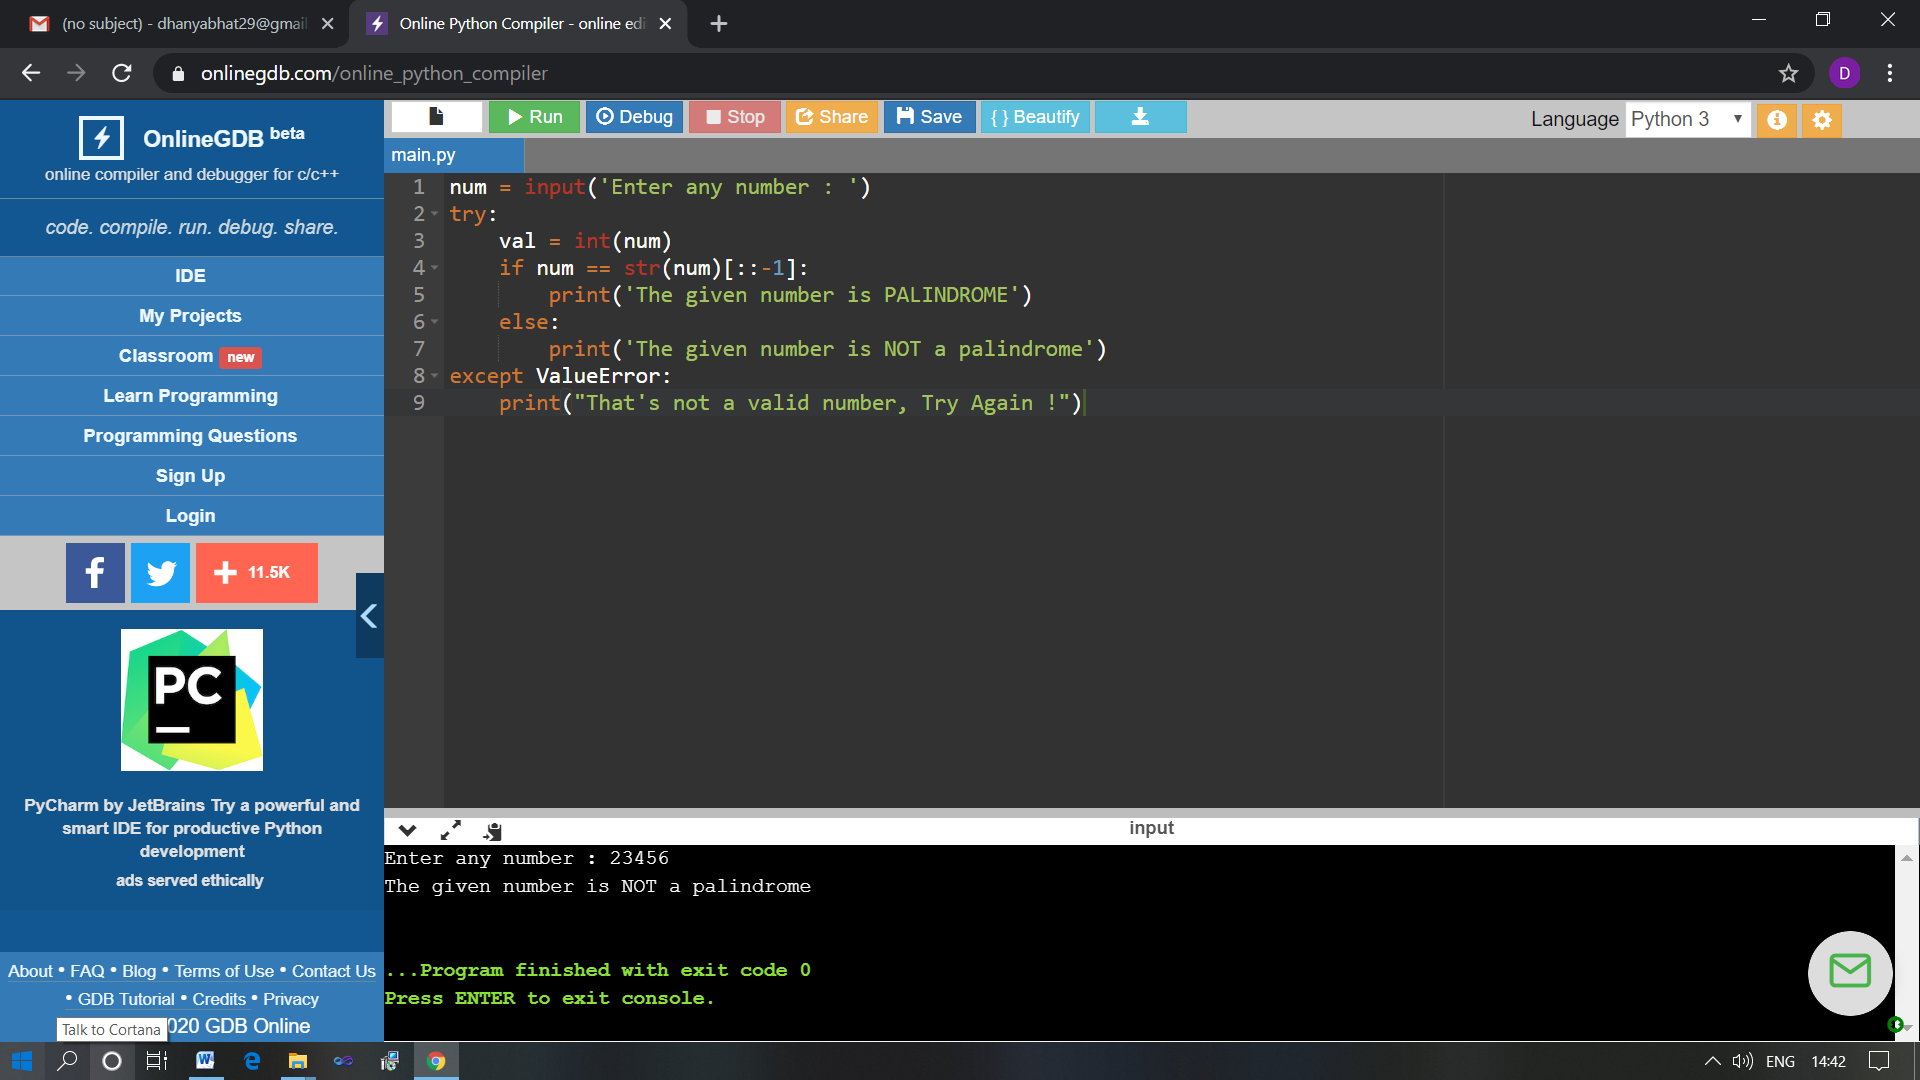 (no subject) - dhanyabhat29@gmai
Online Python Compiler - online edi
onlinegdb.com/online_python_compiler
D
OnlineGDB beta
online compiler and debugger for c/c++
code. compile. run. debug. share.
IDE
My Projects
Classroom new
Learn Programming
Programming Questions
Sign Up
Login
f + 11.5K
PC
PyCharm by JetBrains Try a powerful and
smart IDE for productive Python
development
ads served ethically
About • FAQ • Blog • Terms of Use • Contact Us
• GDB Tutorial • Credits • Privacy
Talk to Cortana 020 GDB Online
Run Debug Stop Share Save { } Beautify
Language Python 3
main.py
1 num = input('Enter any number : ')
2 try:
3 val = int(num)
4 if num == str(num)[::-1]:
5 print('The given number is PALINDROME')
6 else:
7 print('The given number is NOT a palindrome')
8 except ValueError:
9 print("That's not a valid number, Try Again !")
input
Enter any number : 23456
The given number is NOT a palindrome
...Program finished with exit code 0
Press ENTER to exit console.
ENG 14:42